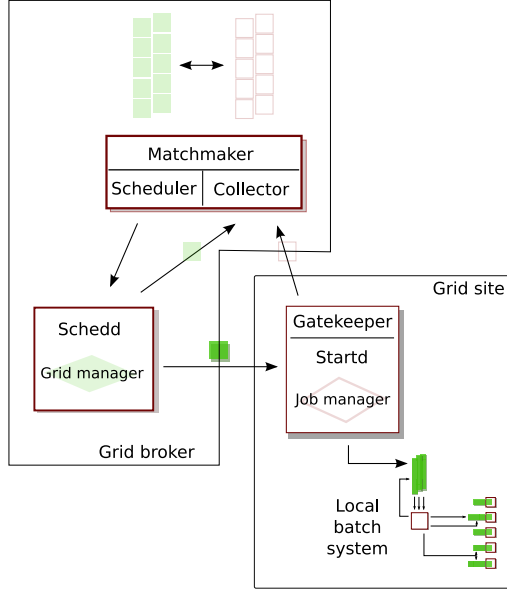 Matchmaker
Scheduler
Collector
Grid site
Schedd
Grid manager
Gatekeeper
Startd
Job manager
Grid broker
Local
batch
system